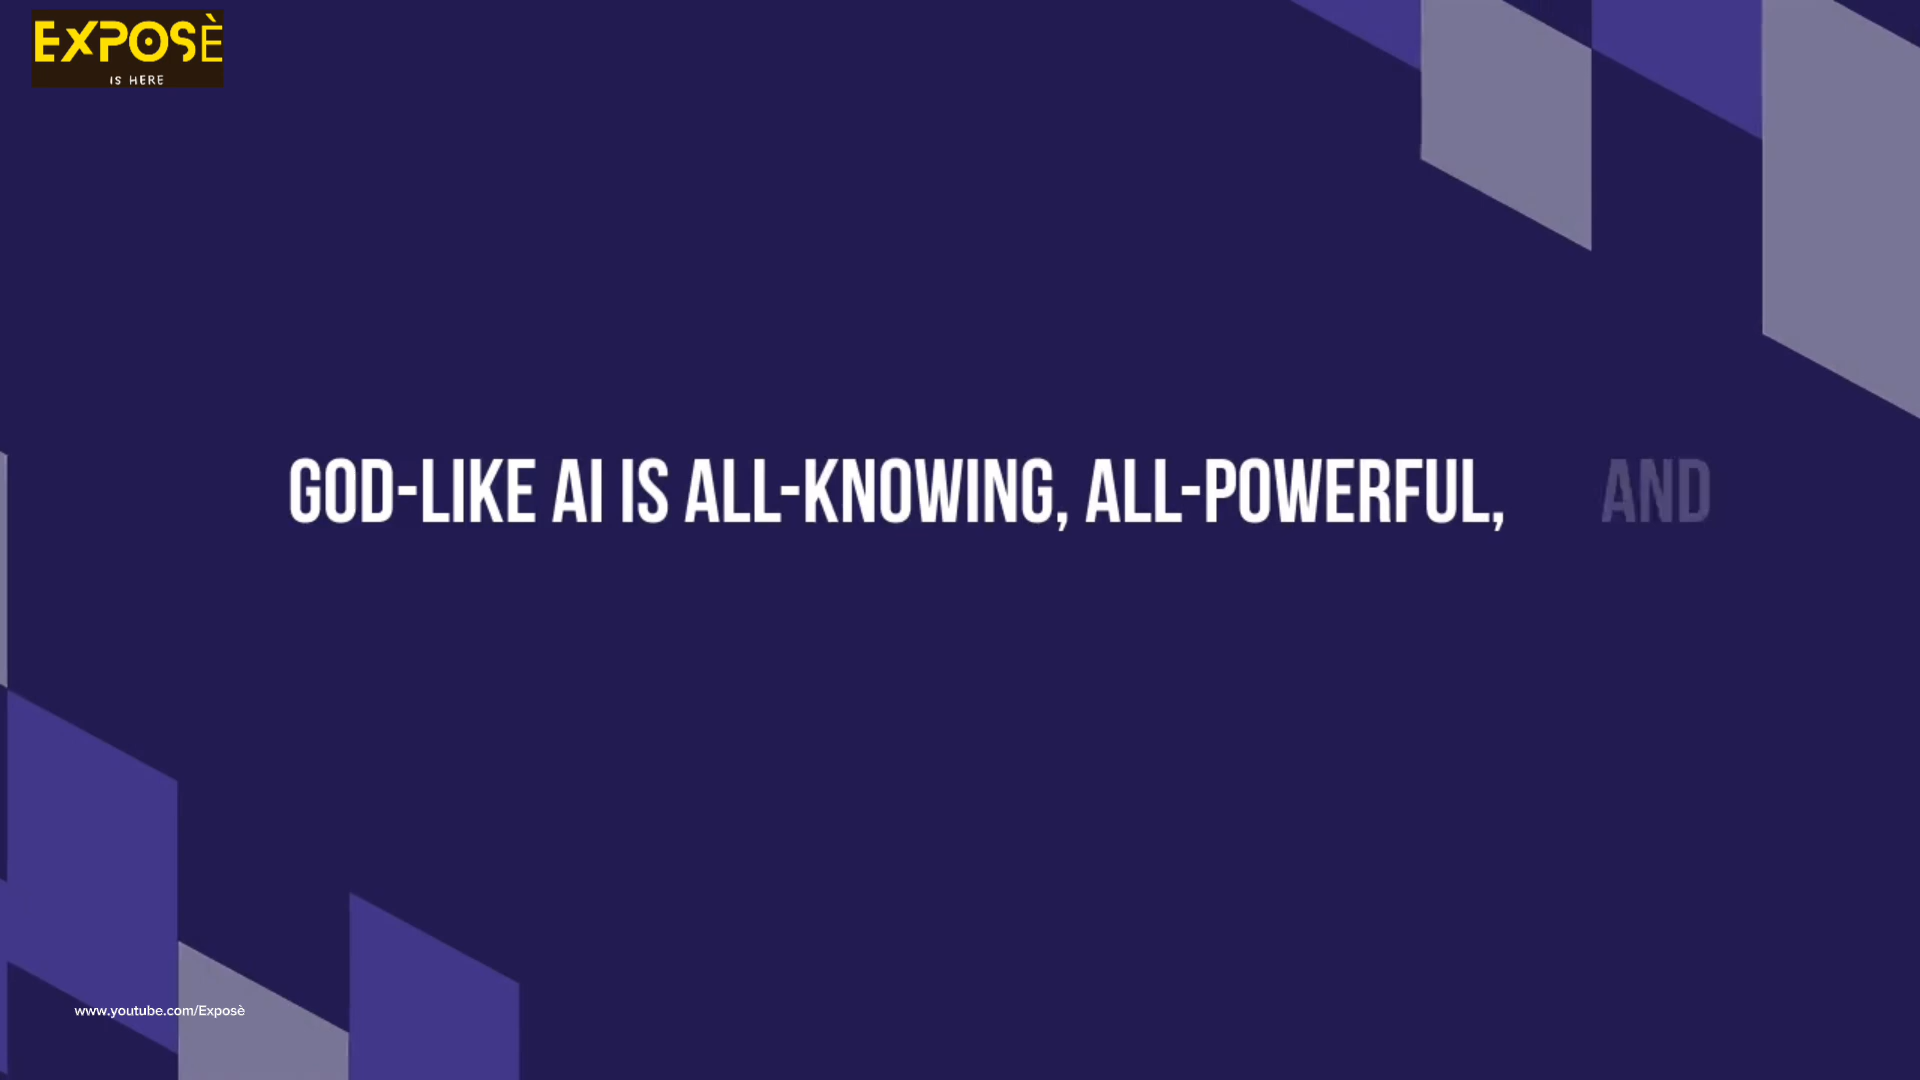 EXPOSÈ
IS HERE
GOD-LIKE AI IS ALL-KNOWING, ALL-POWERFUL, AND
www.youtube.com/Exposè